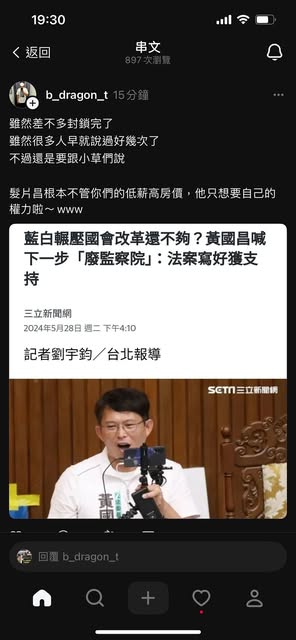 19:30
返回
串文
897 次瀏覽
b_dragon_t 15分鐘
雖然差不多封鎖完了
雖然很多人早就說過好幾次了
不過還是要跟小草們說
髮片昌根本不管你們的低薪高房價，他只想要自己的
權力啦～www
藍白輾壓國會改革還不夠？黃國昌喊
下一步「廢監察院」：法案寫好獲支
持
三立新聞網
2024年5月28日 週二 下午4:10
記者劉宇鈞／台北報導
SETN 三立新聞網
黃國
回覆 b_dragon_t